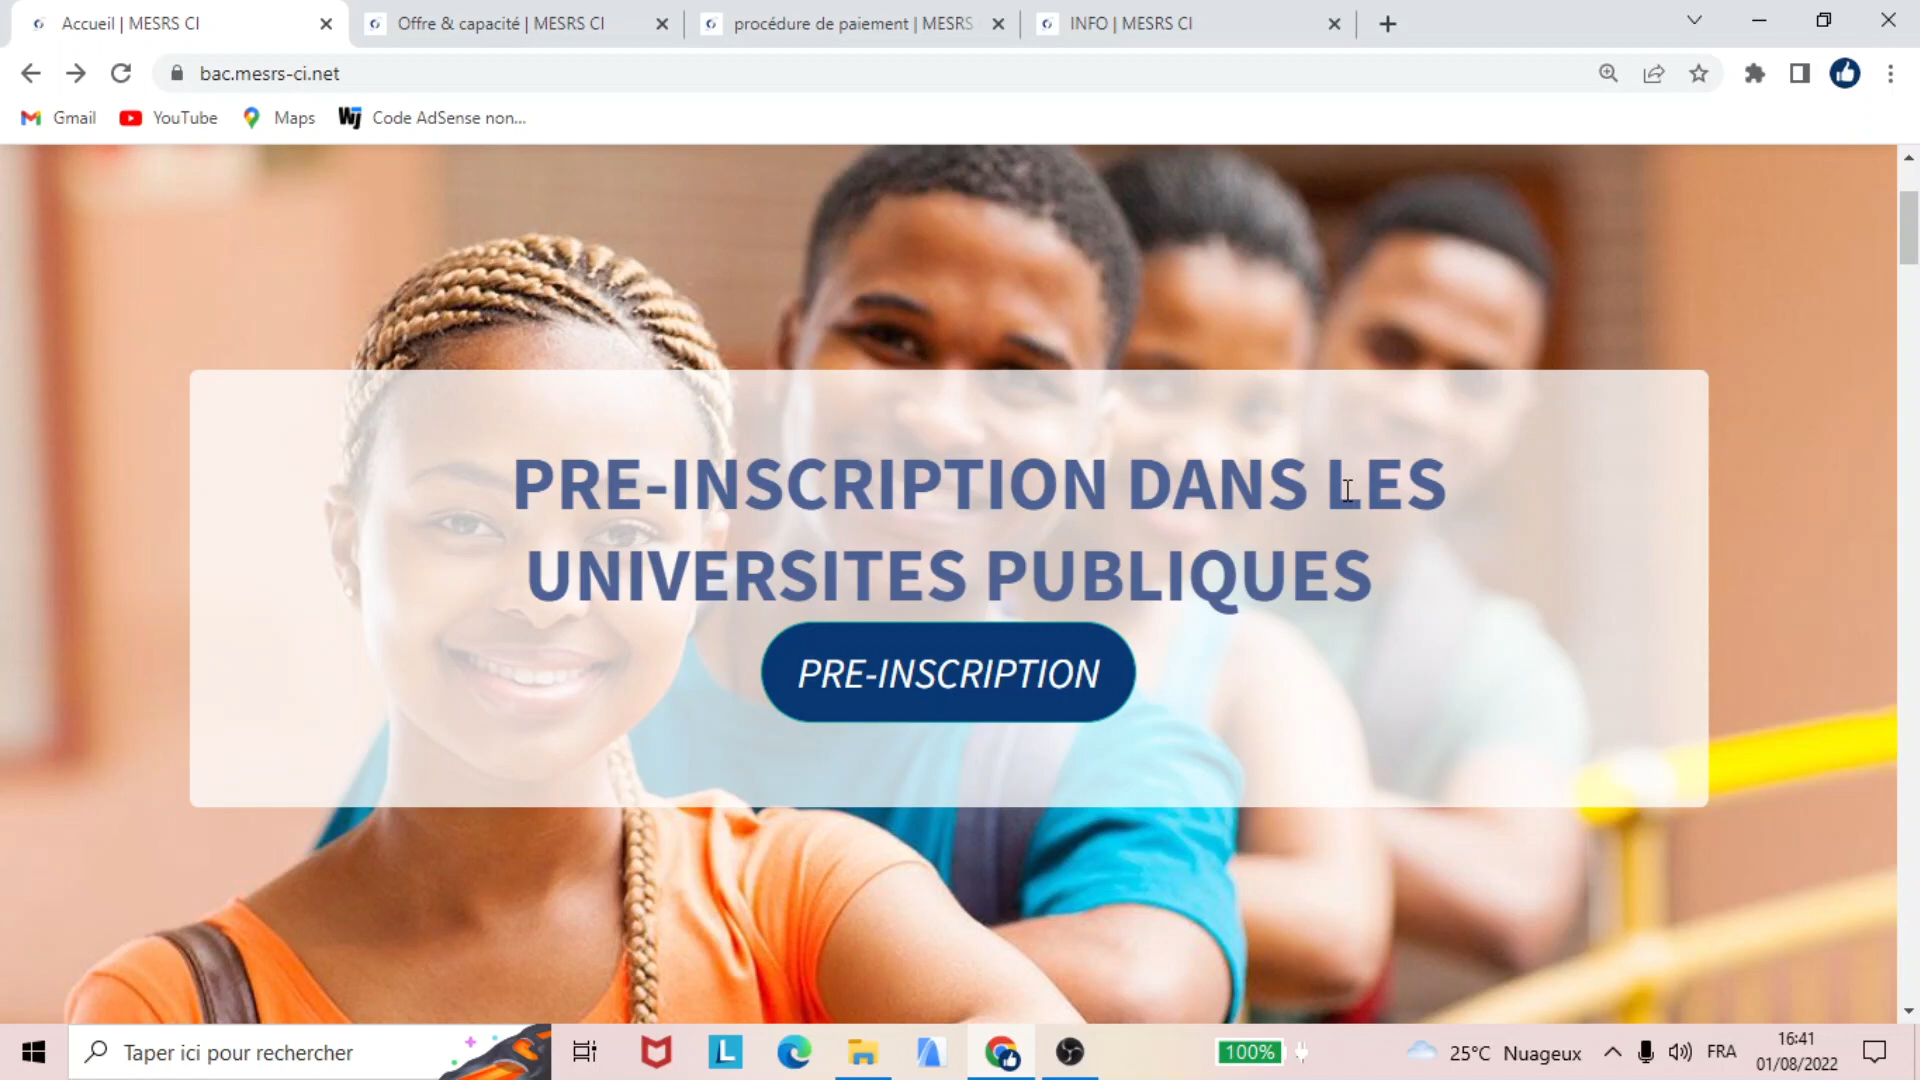 Accueil | MESRS CI
Offre & capacité | MESRS CI
procédure de paiement | MESRS
INFO | MESRS CI
bac.mesrs-ci.net
Gmail
YouTube
Maps
Code AdSense non...
PRE-INSCRIPTION DANS LES
UNIVERSITES PUBLIQUES
PRE-INSCRIPTION
Taper ici pour rechercher
100%
25°C Nuageux
FRA
16:41
01/08/2022